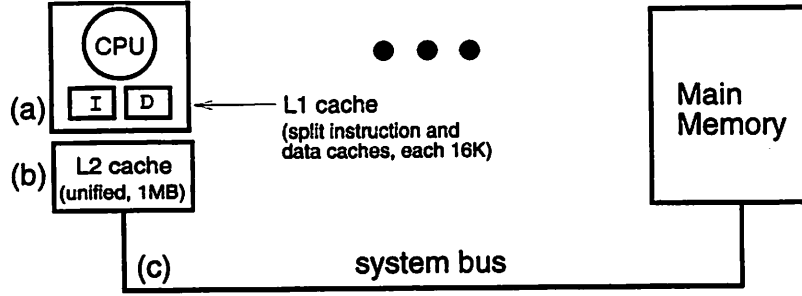 CPU
(a)
I D
L1 cache
(split instruction and
data caches, each 16K)
Main
Memory
(b)
L2 cache
(unified, 1MB)
(c)
system bus